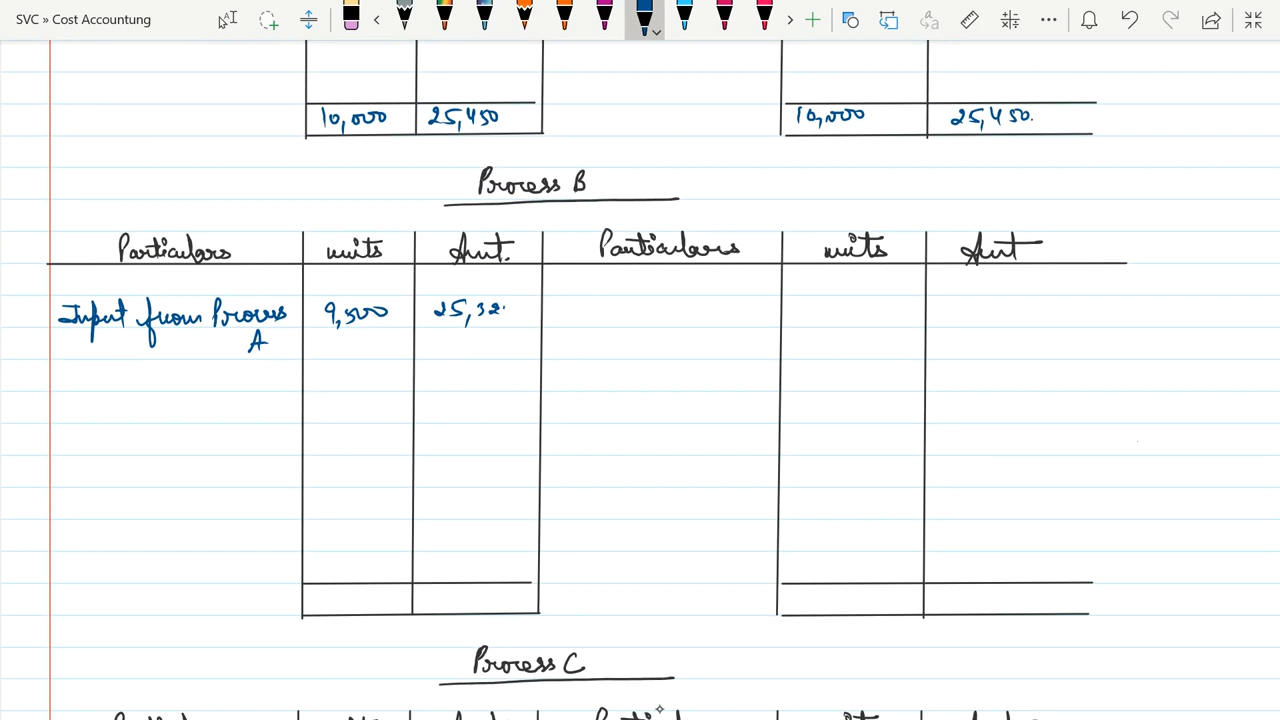 SVC » Cost Accountung
10,000 25,450 10,000 25,450.
Process B
Particulars units Amt. Particulars units Amt
Input from Process 9,500 25,32
A
Process C